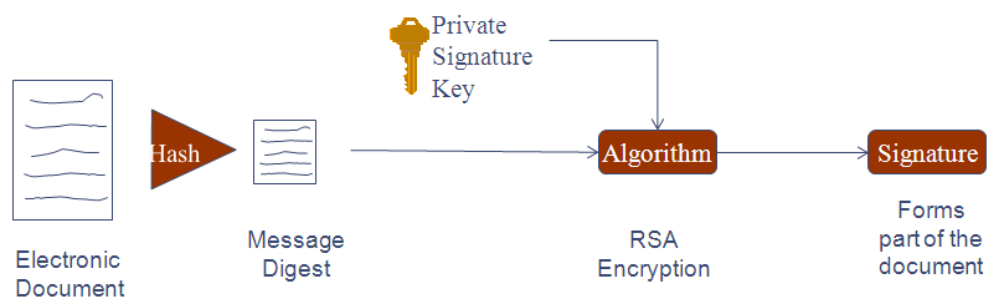 Private
Signature
Key
Hash
Algorithm
Signature
Electronic
Document
Message
Digest
RSA
Encryption
Forms
part of the
document